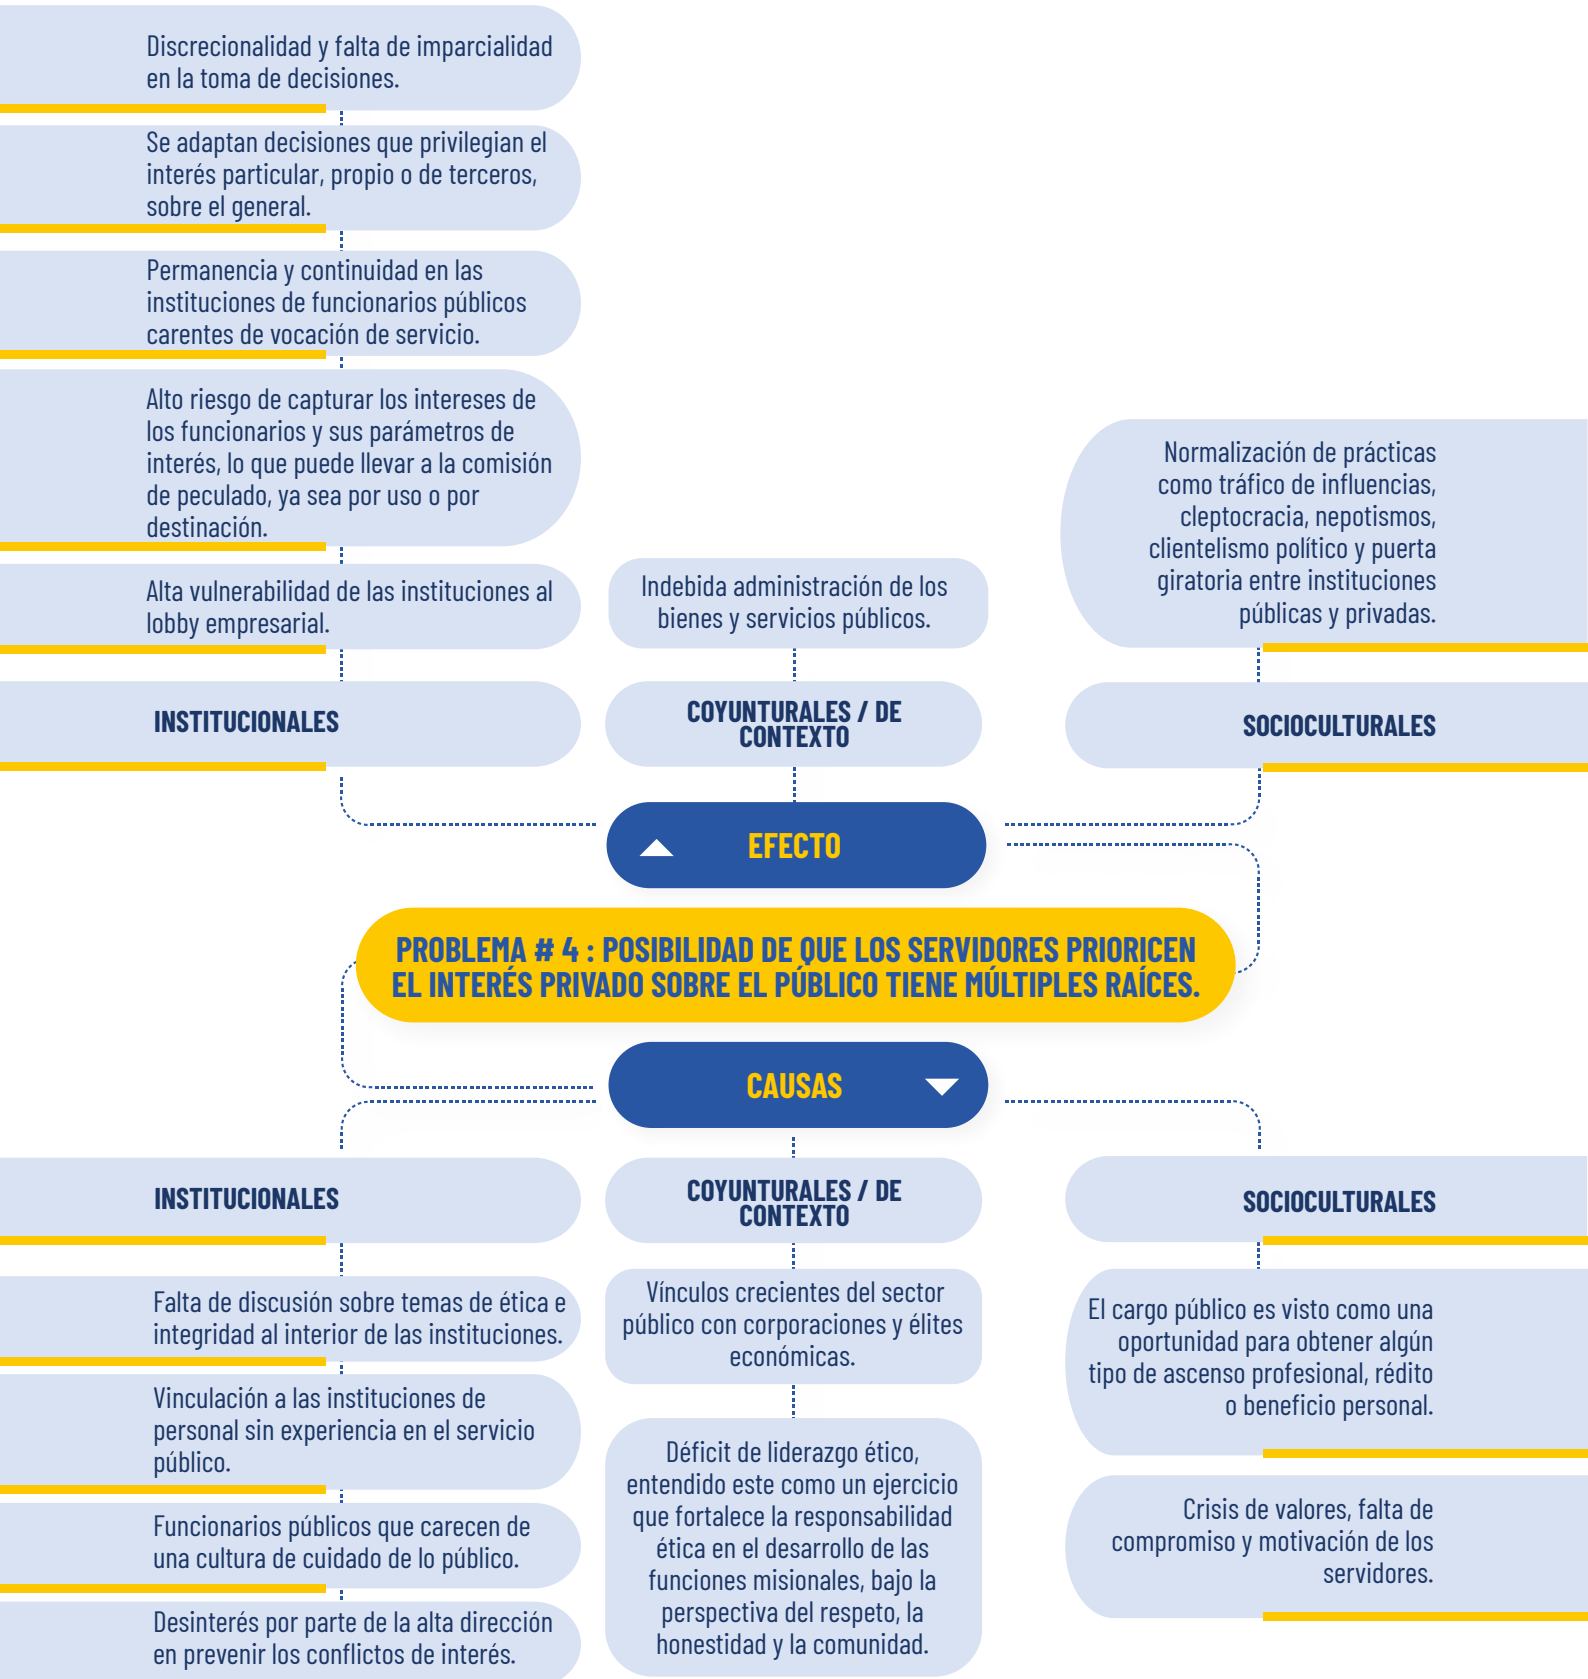 Discrecionalidad y falta de imparcialidad
en la toma de decisiones.
Se adaptan decisiones que privilegian el
interés particular, propio o de terceros,
sobre el general.
Permanencia y continuidad en las
instituciones de funcionarios públicos
carentes de vocación de servicio.
Alto riesgo de capturar los intereses de
los funcionarios y sus parámetros de
interés, lo que puede llevar a la comisión
de peculado, ya sea por uso o por
destinación.
Alta vulnerabilidad de las instituciones al
lobby empresarial.
INSTITUCIONALES
Indebida administración de los
bienes y servicios públicos.
COYUNTURALES / DE
CONTEXTO
Normalización de prácticas
como tráfico de influencias,
cleptocracia, nepotismos,
clientelismo político y puerta
giratoria entre instituciones
públicas y privadas.
SOCIOCULTURALES
EFECTO
PROBLEMA # 4 : POSIBILIDAD DE QUE LOS SERVIDORES PRIORICEN
EL INTERÉS PRIVADO SOBRE EL PÚBLICO TIENE MÚLTIPLES RAÍCES.
CAUSAS
INSTITUCIONALES
Falta de discusión sobre temas de ética e
integridad al interior de las instituciones.
Vinculación a las instituciones de
personal sin experiencia en el servicio
público.
Funcionarios públicos que carecen de
una cultura de cuidado de lo público.
Desinterés por parte de la alta dirección
en prevenir los conflictos de interés.
COYUNTURALES / DE
CONTEXTO
Vínculos crecientes del sector
público con corporaciones y élites
económicas.
Déficit de liderazgo ético,
entendido este como un ejercicio
que fortalece la responsabilidad
ética en el desarrollo de las
funciones misionales, bajo la
perspectiva del respeto, la
honestidad y la comunidad.
SOCIOCULTURALES
El cargo público es visto como una
oportunidad para obtener algún
tipo de ascenso profesional, rédito
o beneficio personal.
Crisis de valores, falta de
compromiso y motivación de los
servidores.